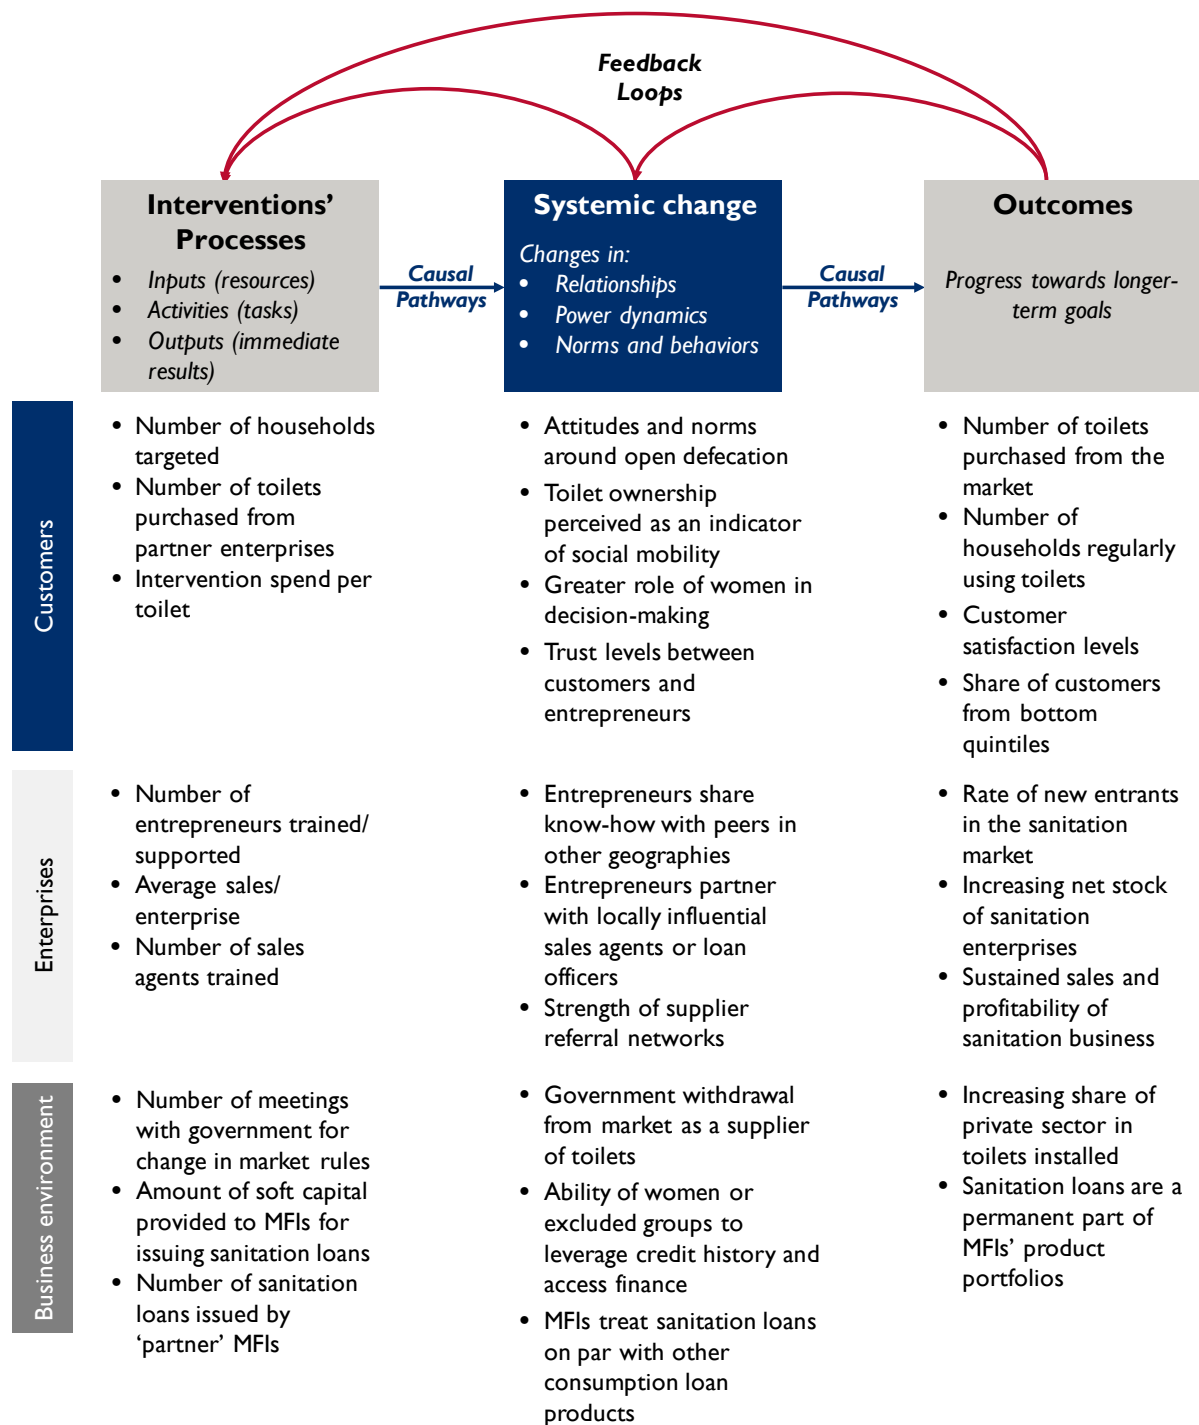 Feedback
Loops
Interventions’
Processes
• Inputs (resources)
• Activities (tasks)
• Outputs (immediate
results)
Causal
Pathways
Systemic change
Changes in:
• Relationships
• Power dynamics
• Norms and behaviors
Causal
Pathways
Outcomes
Progress towards longer-
term goals
Customers
• Number of households
targeted
• Number of toilets
purchased from
partner enterprises
• Intervention spend per
toilet
• Attitudes and norms
around open defecation
• Toilet ownership
perceived as an indicator
of social mobility
• Greater role of women in
decision-making
• Trust levels between
customers and
entrepreneurs
• Number of toilets
purchased from the
market
• Number of
households regularly
using toilets
• Customer
satisfaction levels
• Share of customers
from bottom
quintiles
Enterprises
• Number of
entrepreneurs trained/
supported
• Average sales/
enterprise
• Number of sales
agents trained
• Entrepreneurs share
know-how with peers in
other geographies
• Entrepreneurs partner
with locally influential
sales agents or loan
officers
• Strength of supplier
referral networks
• Rate of new entrants
in the sanitation
market
• Increasing net stock
of sanitation
enterprises
• Sustained sales and
profitability of
sanitation business
Business environment
• Number of meetings
with government for
change in market rules
• Amount of soft capital
provided to MFIs for
issuing sanitation loans
• Number of sanitation
loans issued by
‘partner’ MFIs
• Government withdrawal
from market as a supplier
of toilets
• Ability of women or
excluded groups to
leverage credit history and
access finance
• MFIs treat sanitation loans
on par with other
consumption loan
products
• Increasing share of
private sector in
toilets installed
• Sanitation loans are a
permanent part of
MFIs’ product
portfolios